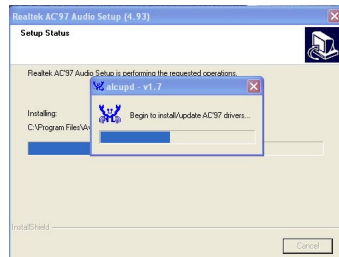 Realtek AC'97 Audio Setup (4.93)
Setup Status
Realtek AC'97 Audio Setup is performing the requested operations.
alcupd - v1.7
Begin to install/update AC'97 drivers...
Installing:
C:\Program Files\Av
InstallShield
Cancel